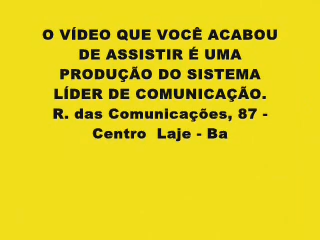 O VÍDEO QUE VOCÊ ACABOU
DE ASSISTIR É UMA
PRODUÇÃO DO SISTEMA
LÍDER DE COMUNICAÇÃO.
R. das Comunicações, 87 -
Centro  Laje - Ba